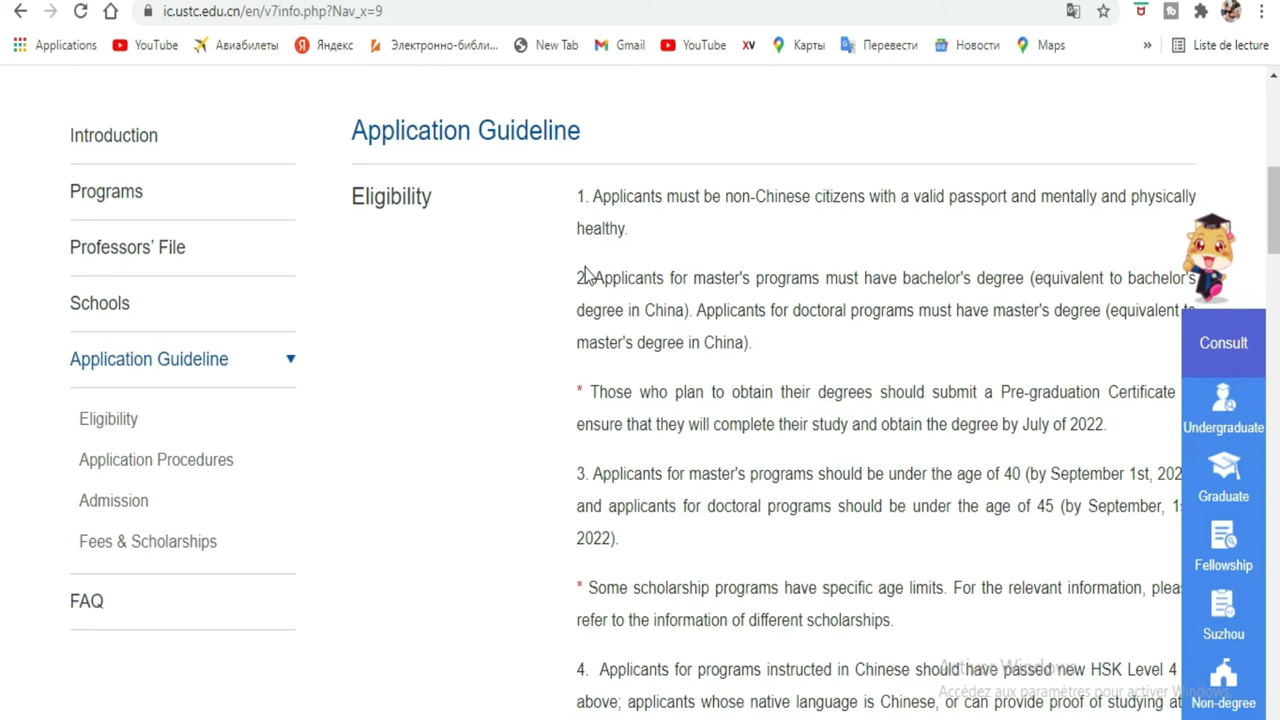 ic.ustc.edu.cn/en/v7info.php?Nav_x=9
Applications YouTube Авиабилеты Яндекс Электронно-библи... New Tab Gmail YouTube XV Карты Перевести Новости Maps » Liste de lecture
Introduction
Programs
Professors' File
Schools
Application Guideline
Eligibility
Application Procedures
Admission
Fees & Scholarships
FAQ
Application Guideline
Eligibility
1. Applicants must be non-Chinese citizens with a valid passport and mentally and physically
healthy.
2. Applicants for master's programs must have bachelor's degree (equivalent to bachelor's
degree in China). Applicants for doctoral programs must have master's degree (equivalent to
master's degree in China).
* Those who plan to obtain their degrees should submit a Pre-graduation Certificate
ensure that they will complete their study and obtain the degree by July of 2022.
3. Applicants for master's programs should be under the age of 40 (by September 1st,
and applicants for doctoral programs should be under the age of 45 (by September,
2022).
* Some scholarship programs have specific age limits. For the relevant information,
refer to the information of different scholarships.
4. Applicants for programs instructed in Chinese should have passed new HSK Level 4
above; applicants whose native language is Chinese, or can provide proof of studying
Consult
Undergraduate
Graduate
Fellowship
Suzhou
Non-degree
Activer Windows
Accédez aux paramètres pour activer Windows.